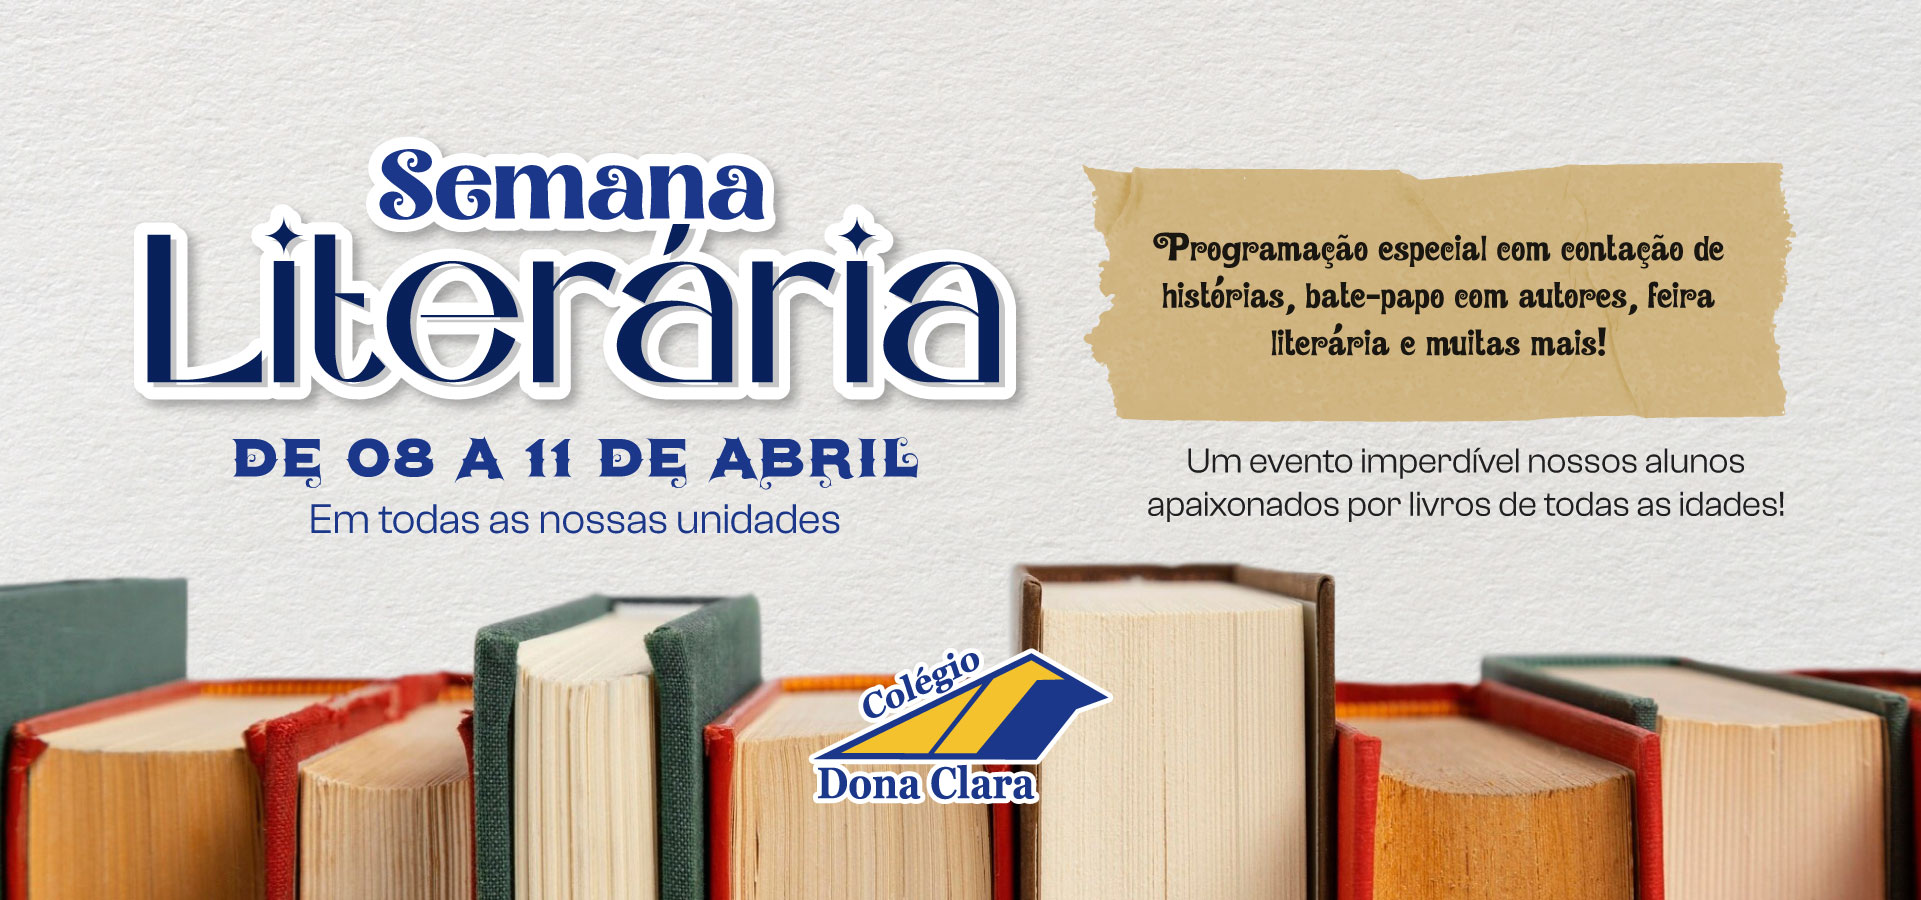 Semana
Literária
DE 08 A 11 DE ABRIL
Em todas as nossas unidades
Programação especial com contação de
histórias, bate-papo com autores, feira
literária e muitas mais!
Um evento imperdível nossos alunos
apaixonados por livros de todas as idades!
Colégio
Dona Clara